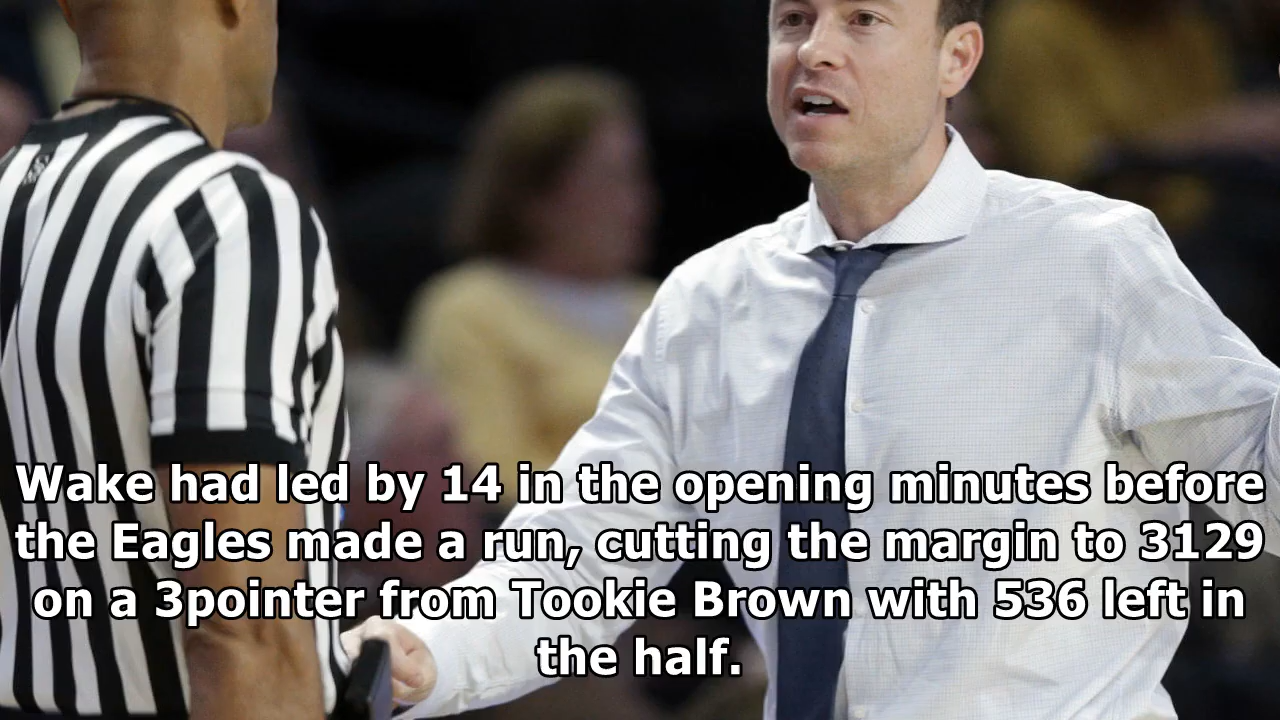 Wake had led by 14 in the opening minutes before
the Eagles made a run, cutting the margin to 3129
on a 3pointer from Tookie Brown with 536 left in
the half.